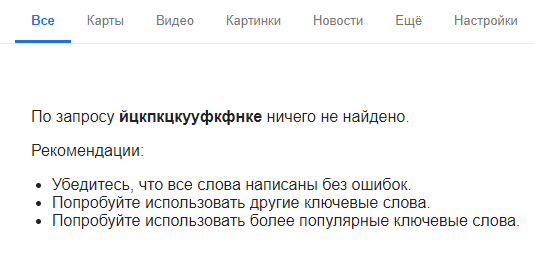 Все Карты Видео Картинки Новости Ещё Настройки
По запросу йцкпкцкууфкфнке ничего не найдено.
Рекомендации:
Убедитесь, что все слова написаны без ошибок.
Попробуйте использовать другие ключевые слова.
Попробуйте использовать более популярные ключевые слова.